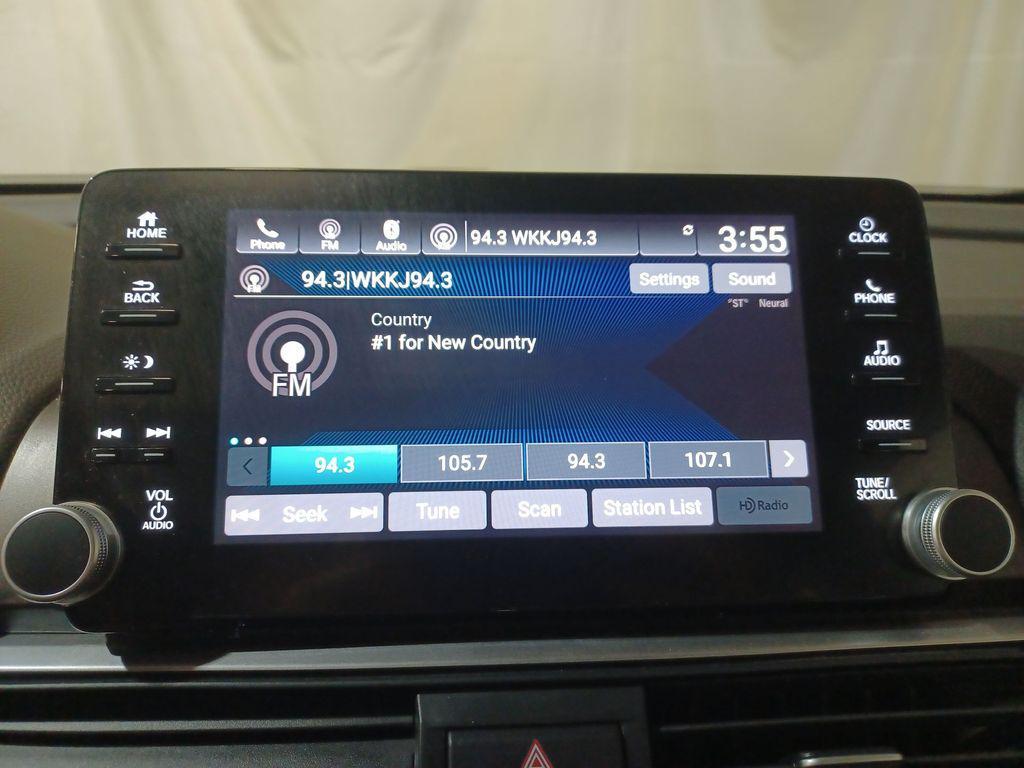 HOME
BACK
VOL
AUDIO
Phone
FM
Audio
94.3 WKKJ94.3
3:55
FM
94.3|WKKJ94.3
Settings
Sound
"ST" Neural
FM
Country
#1 for New Country
94.3
105.7
94.3
107.1
Seek
Tune
Scan
Station List
HD Radio
CLOCK
PHONE
AUDIO
SOURCE
TUNE/
SCROLL